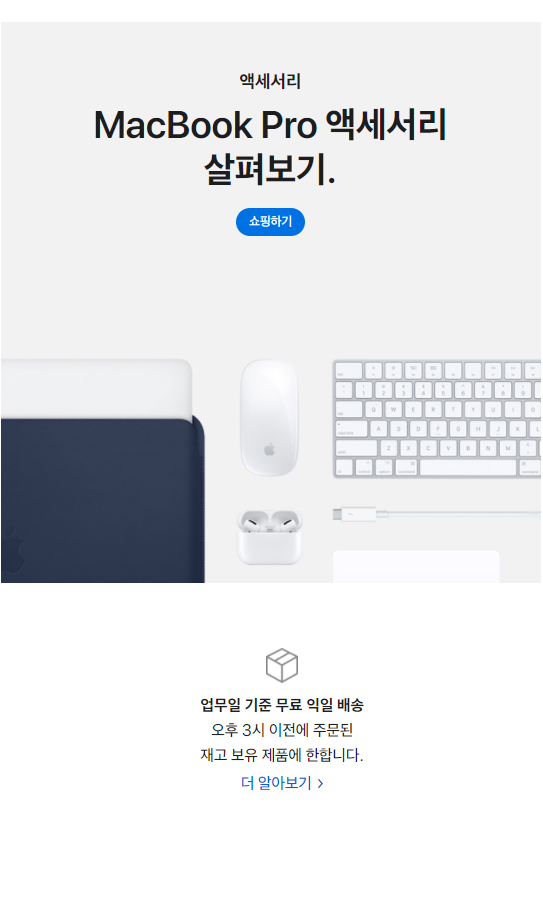 액세서리
MacBook Pro 액세서리
살펴보기.
쇼핑하기
업무일 기준 무료 익일 배송
오후 3시 이전에 주문된
재고 보유 제품에 한합니다.
더 알아보기 >